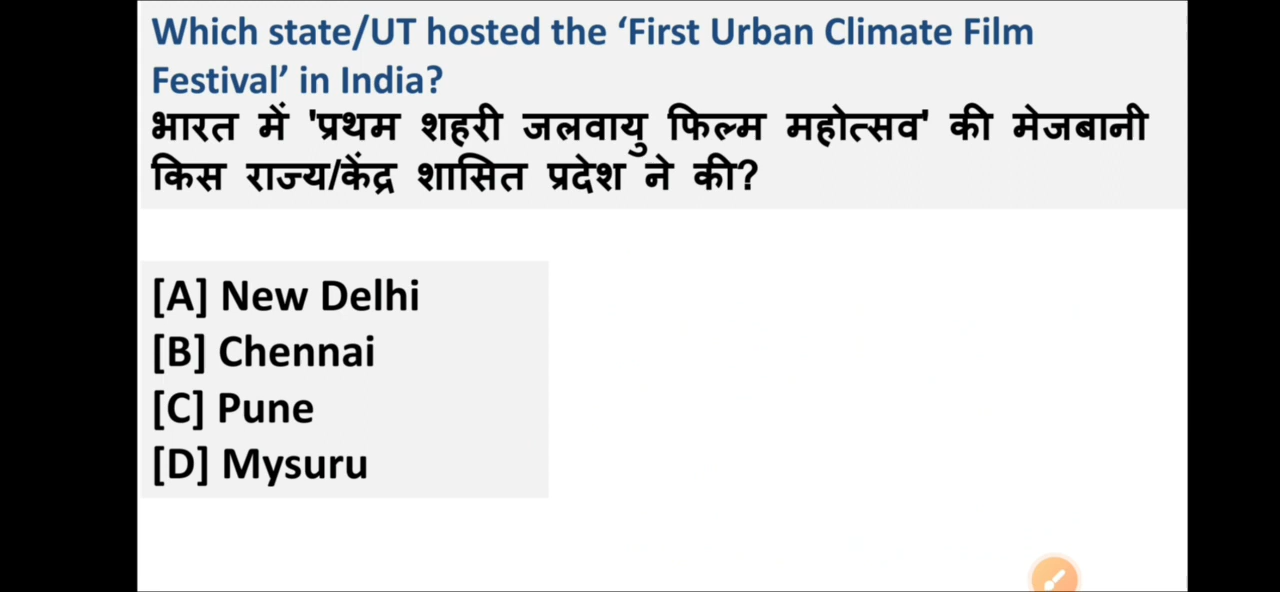 Which state/UT hosted the ‘First Urban Climate Film
Festival’ in India?
भारत में 'प्रथम शहरी जलवायु फिल्म महोत्सव' की मेजबानी
किस राज्य/केंद्र शासित प्रदेश ने की?
[A] New Delhi
[B] Chennai
[C] Pune
[D] Mysuru